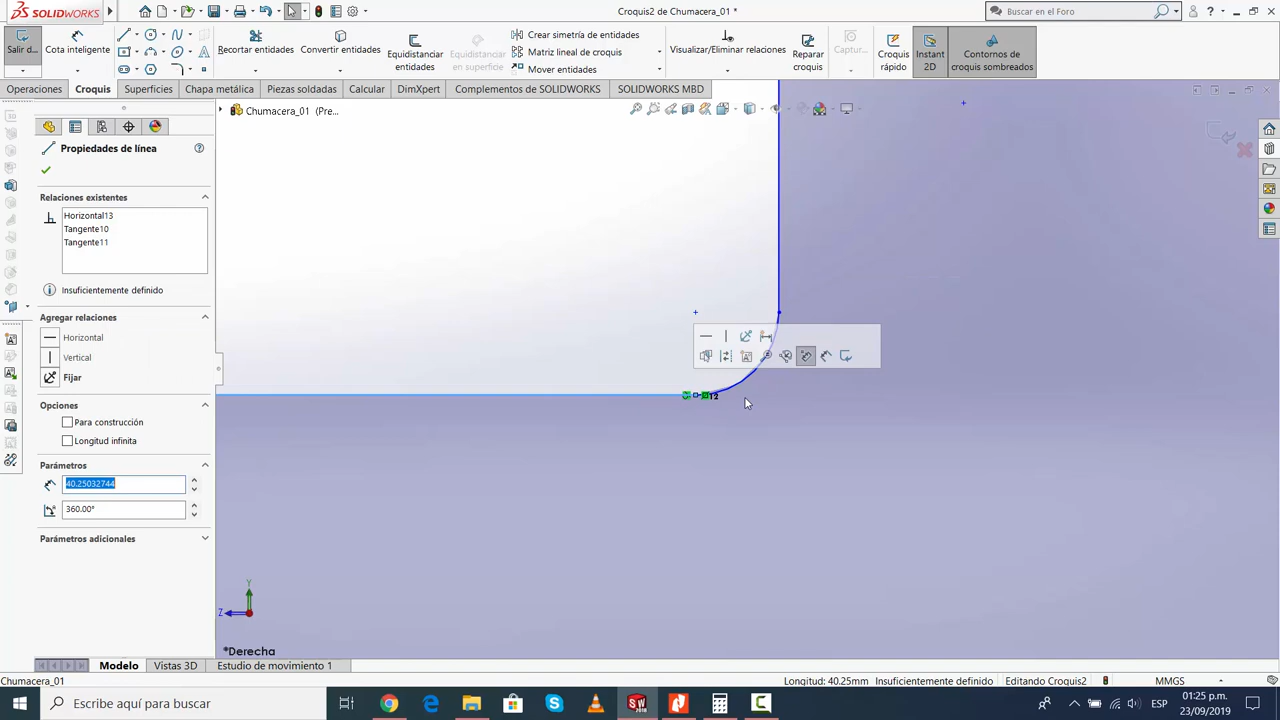 SOLIDWORKS
Croquis2 de Chumacera_01 *
Buscar en el Foro
Salir d...
Cota inteligente
Recortar entidades
Convertir entidades
Equidistanciar entidades
Equidistanciar en superficie
Crear simetría de entidades
Matriz lineal de croquis
Mover entidades
Visualizar/Eliminar relaciones
Reparar croquis
Captur...
Croquis rápido
Instant 2D
Contornos de croquis sombreados
Operaciones
Croquis
Superficies
Chapa metálica
Piezas soldadas
Calcular
DimXpert
Complementos de SOLIDWORKS
SOLIDWORKS MBD
Chumacera_01 (Pre...
Propiedades de línea
Relaciones existentes
Horizontal13
Tangente10
Tangente11
Insuficientemente definido
Agregar relaciones
Horizontal
Vertical
Fijar
Opciones
Para construcción
Longitud infinita
Parámetros
40.25032744
360.00°
Parámetros adicionales
12
Y
Z
*Derecha
Modelo
Vistas 3D
Estudio de movimiento 1
Chumacera_01
Longitud: 40.25mm
Insuficientemente definido
Editando Croquis2
MMGS
Escribe aquí para buscar
SW
2018
ESP
01:25 p.m.
23/09/2019